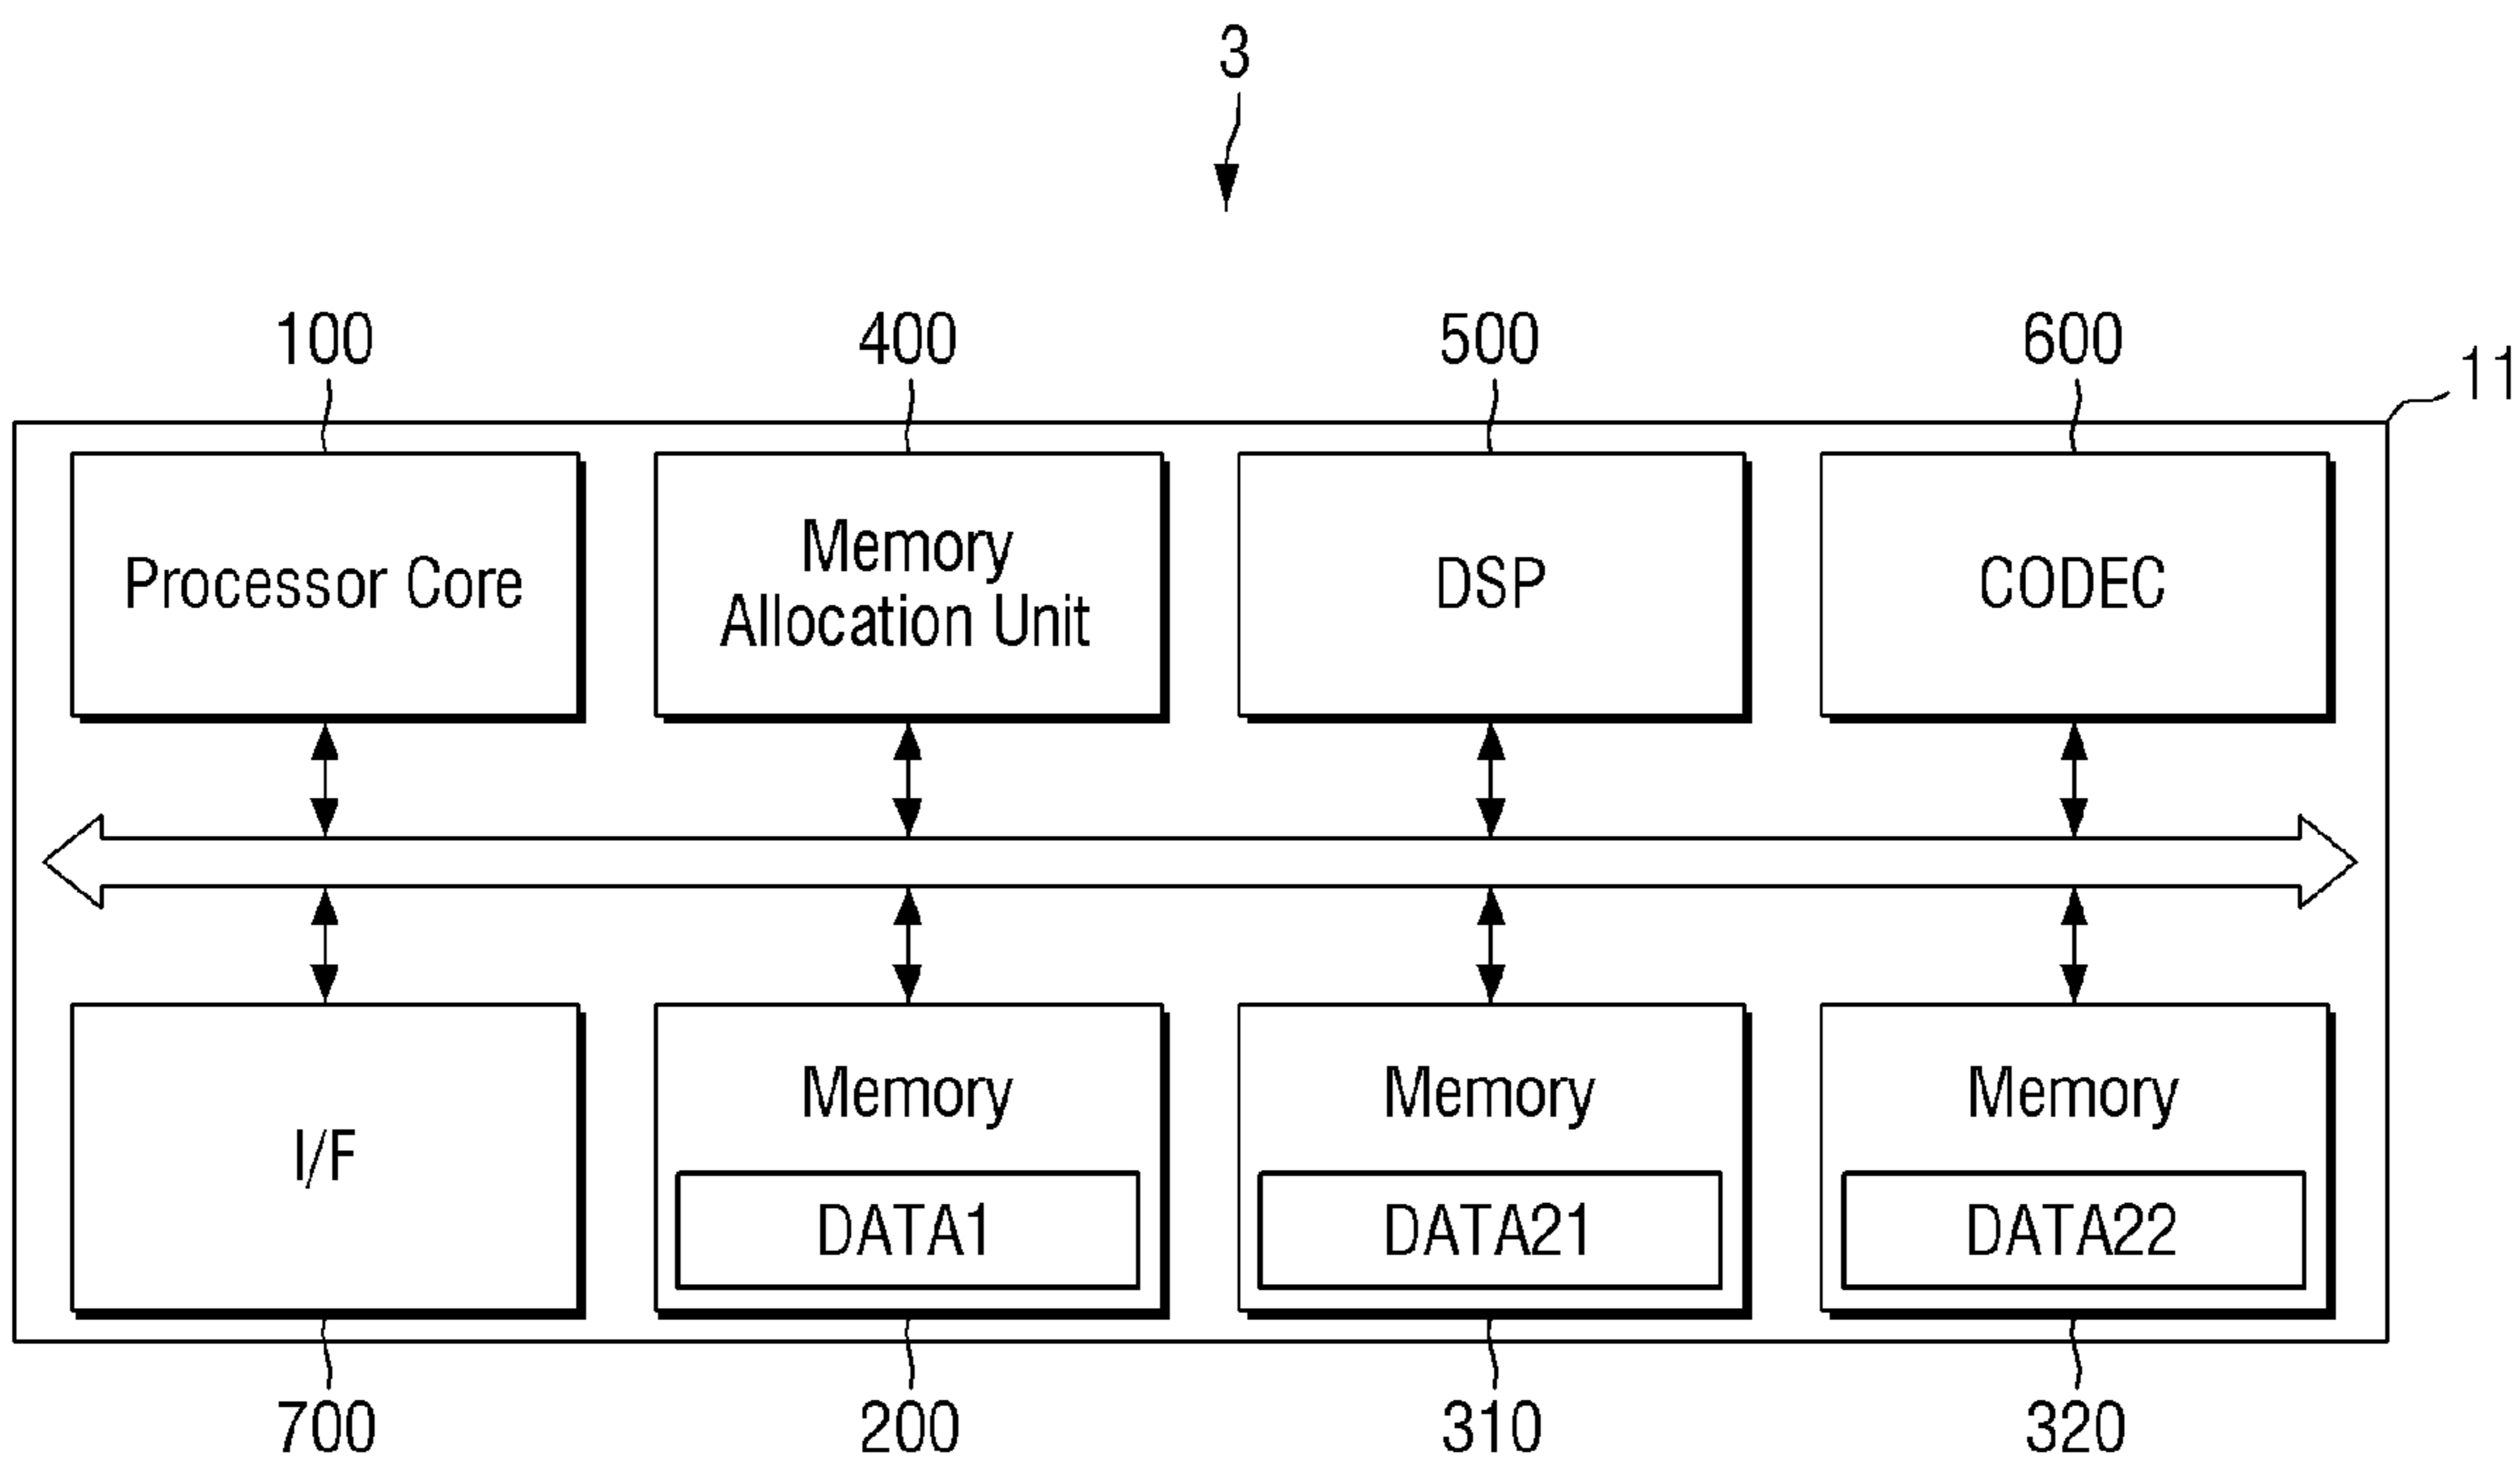 3
100
400
500
600
11
Processor Core
Memory
Allocation Unit
DSP
CODEC
I/F
Memory
DATA1
Memory
DATA21
Memory
DATA22
700
200
310
320